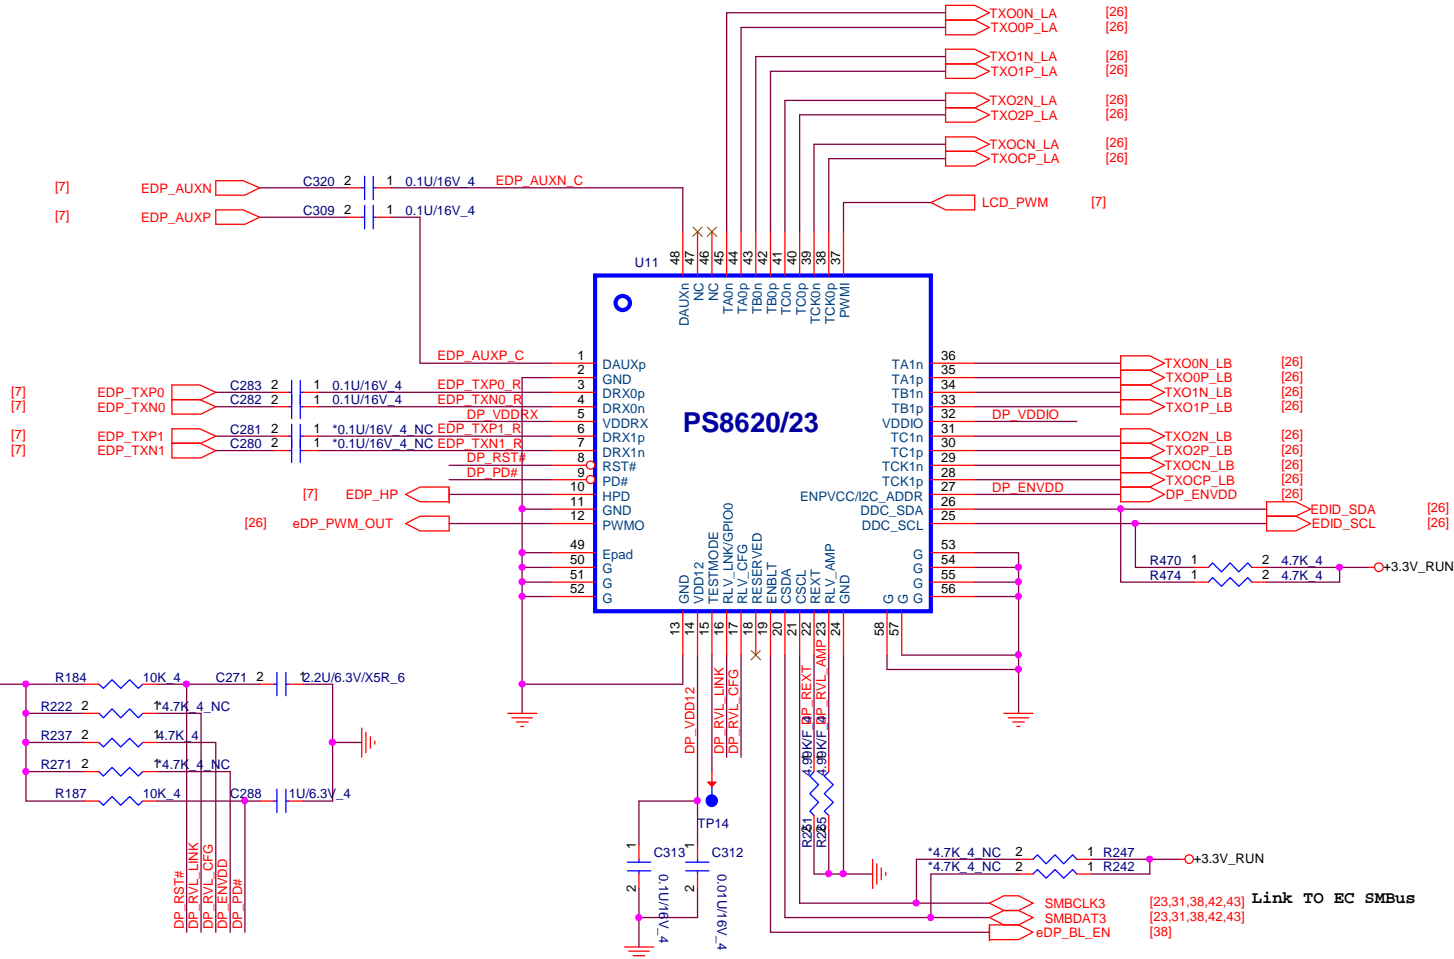 TXO0N_LA [26]
TXO0P_LA [26]
TXO1N_LA [26]
TXO1P_LA [26]
TXO2N_LA [26]
TXO2P_LA [26]
TXOCN_LA [26]
TXOCP_LA [26]
[7] EDP_AUXN C320 2 1 0.1U/16V_4 EDP_AUXN_C
[7] EDP_AUXP C309 2 1 0.1U/16V_4
LCD_PWM [7]
U11
48 47 46 45 44 43 42 41 40 39 38 37
DAUXn NC NC TA0n TA0p TB0n TB0p TC0n TC0p TCK0n TCK0p PWMI
PS8620/23
EDP_AUXP_C 1 DAUXp
2 GND
[7] EDP_TXP0 C283 2 1 0.1U/16V_4 EDP_TXP0_R 3 DRX0p
[7] EDP_TXN0 C282 2 1 0.1U/16V_4 EDP_TXN0_R 4 DRX0n
DP_VDDRX 5 VDDRX
[7] EDP_TXP1 C281 2 1 *0.1U/16V_4_NC EDP_TXP1_R 6 DRX1p
[7] EDP_TXN1 C280 2 1 *0.1U/16V_4_NC EDP_TXN1_R 7 DRX1n
DP_RST# 8 RST#
DP_PD# 9 PD#
[7] EDP_HP 10 HPD
11 GND
[26] eDP_PWM_OUT 12 PWMO
49 Epad
50 G
51 G
52 G
TA1n 36 TXO0N_LB [26]
TA1p 35 TXO0P_LB [26]
TB1n 34 TXO1N_LB [26]
TB1p 33 TXO1P_LB [26]
VDDIO 32 DP_VDDIO
TC1n 31 TXO2N_LB [26]
TC1p 30 TXO2P_LB [26]
TCK1n 29 TXOCN_LB [26]
TCK1p 28 TXOCP_LB [26]
ENPVCC/I2C_ADDR 27 DP_ENVDD DP_ENVDD [26]
DDC_SDA 26 EDID_SDA [26]
DDC_SCL 25 EDID_SCL [26]
G 53
G 54
G 55
G 56
R470 1 2 4.7K_4
R474 1 2 4.7K_4
+3.3V_RUN
GND VDD12 TESTMODE RLV_LNK/GPIO0 RLV_CFG RESERVED ENBLT CSDA CSCL REXT RLV_AMP GND G G
13 14 15 16 17 18 19 20 21 22 23 24 58 57
DP_VDD12 DP_RVL_LINK DP_RVL_CFG DP_REXT DP_RVL_AMP
4.99K/F_4 4.99K/F_4
R251 R265
R184 10K_4 C271 2 1 2.2U/6.3V/X5R_6
R222 2 1 *4.7K_4_NC
R237 2 1 4.7K_4
R271 2 1 *4.7K_4_NC
R187 10K_4 C288 1U/6.3V_4
DP_RST# DP_RVL_LINK DP_RVL_CFG DP_ENVDD DP_PD#
TP14
1 C313 1 C312
2 0.1U/16V_4 2 0.01U/16V_4
*4.7K_4_NC 2 1 R247 +3.3V_RUN
*4.7K_4_NC 2 1 R242
SMBCLK3 [23,31,38,42,43] Link TO EC SMBus
SMBDAT3 [23,31,38,42,43]
eDP_BL_EN [38]